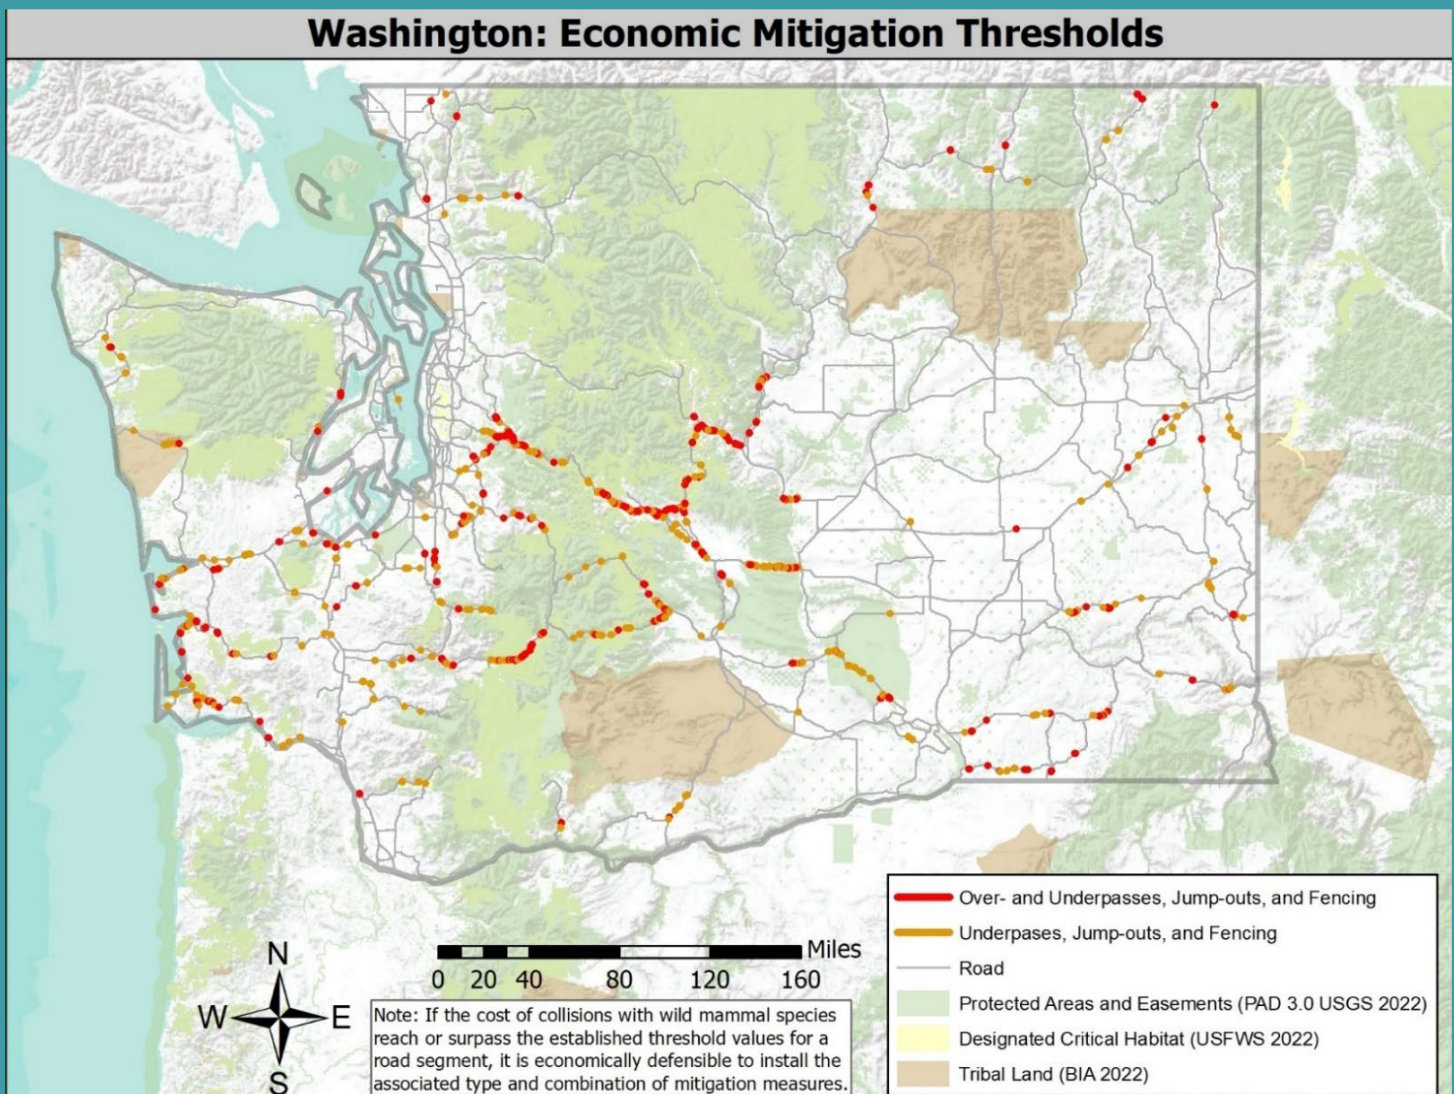 Washington: Economic Mitigation Thresholds
Over- and Underpasses, Jump-outs, and Fencing
Underpases, Jump-outs, and Fencing
Road
Protected Areas and Easements (PAD 3.0 USGS 2022)
Designated Critical Habitat (USFWS 2022)
Tribal Land (BIA 2022)
N
W E
S
Miles
0 20 40 80 120 160
Note: If the cost of collisions with wild mammal species
reach or surpass the established threshold values for a
road segment, it is economically defensible to install the
associated type and combination of mitigation measures.